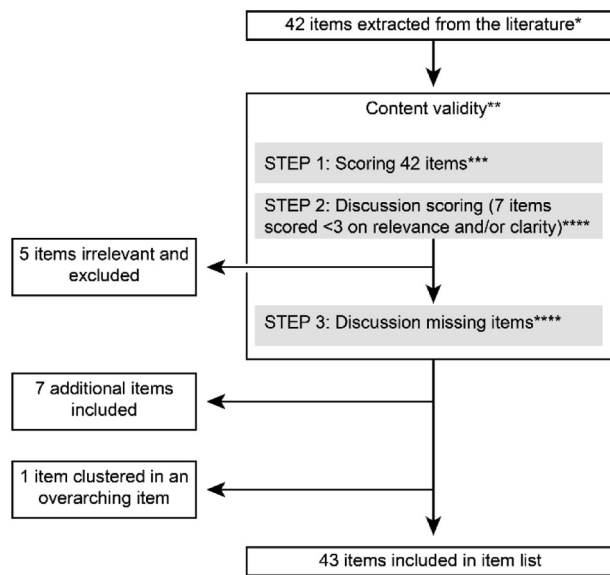 42 items extracted from the literature*
Content validity**
STEP 1: Scoring 42 items***
STEP 2: Discussion scoring (7 items
scored <3 on relevance and/or clarity)****
5 items irrelevant and
excluded
STEP 3: Discussion missing items****
7 additional items
included
1 item clustered in an
overarching item
43 items included in item list